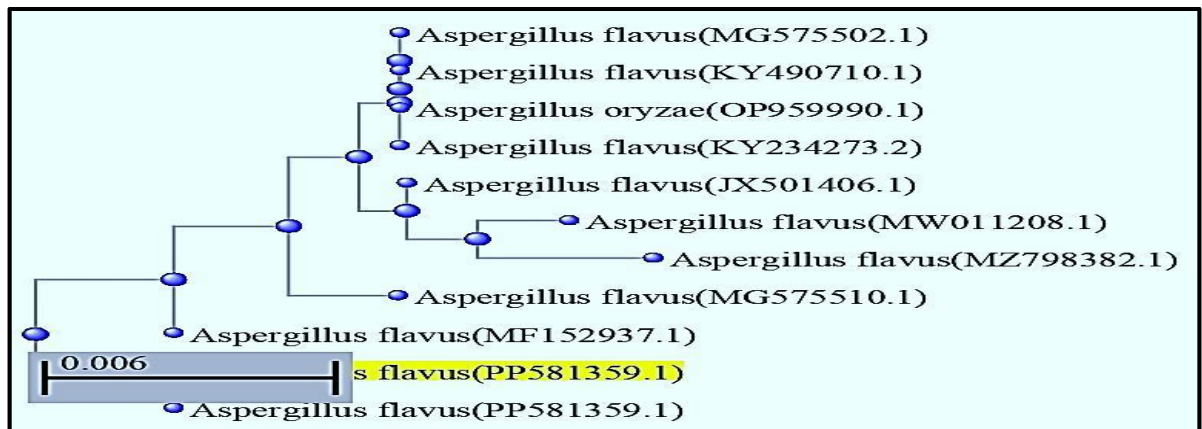 Aspergillus flavus(MG575502.1)
Aspergillus flavus(KY490710.1)
Aspergillus oryzae(OP959990.1)
Aspergillus flavus(KY234273.2)
Aspergillus flavus(JX501406.1)
Aspergillus flavus(MW011208.1)
Aspergillus flavus(MZ798382.1)
Aspergillus flavus(MG575510.1)
Aspergillus flavus(MF152937.1)
0.006
s flavus(PP581359.1)
Aspergillus flavus(PP581359.1)